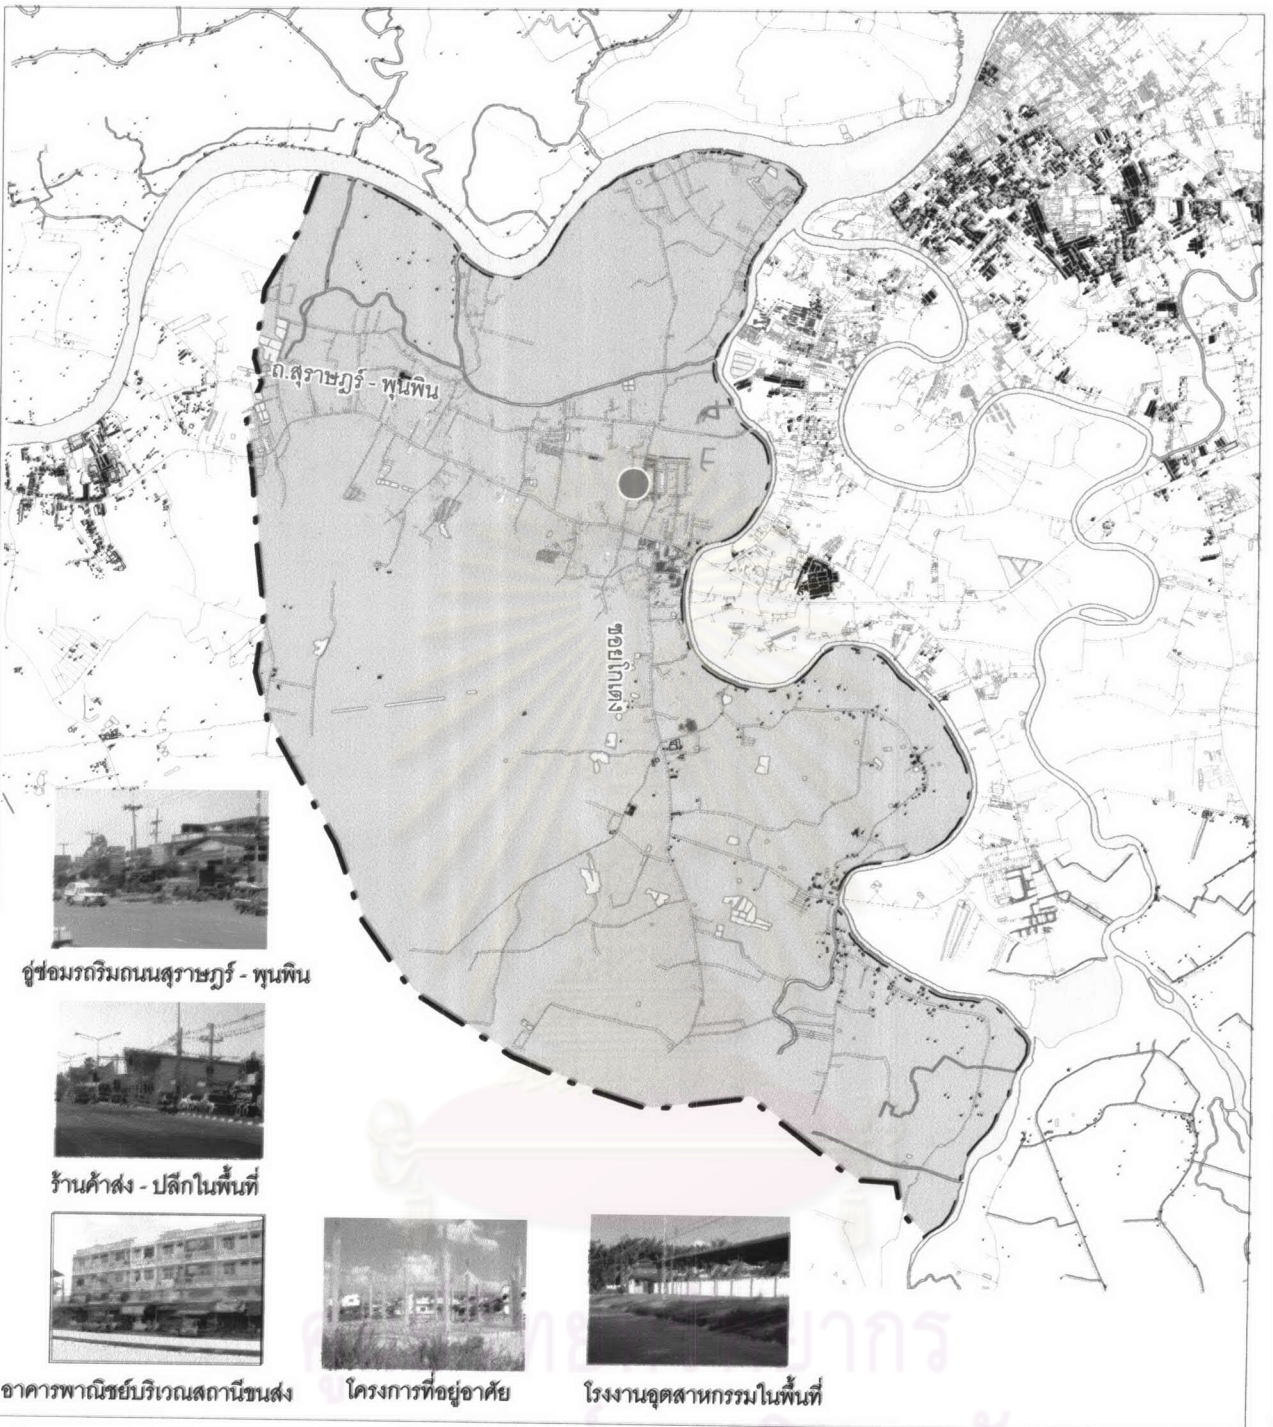 ถ.สุราษฎร์ - พุนพิน
ซอยโกเตง
อู่ซ่อมรถริมถนนสุราษฎร์ - พุนพิน
ร้านค้าส่ง - ปลีกในพื้นที่
อาคารพาณิชย์บริเวณสถานีขนส่ง
โครงการที่อยู่อาศัย
โรงงานอุตสาหกรรมในพื้นที่